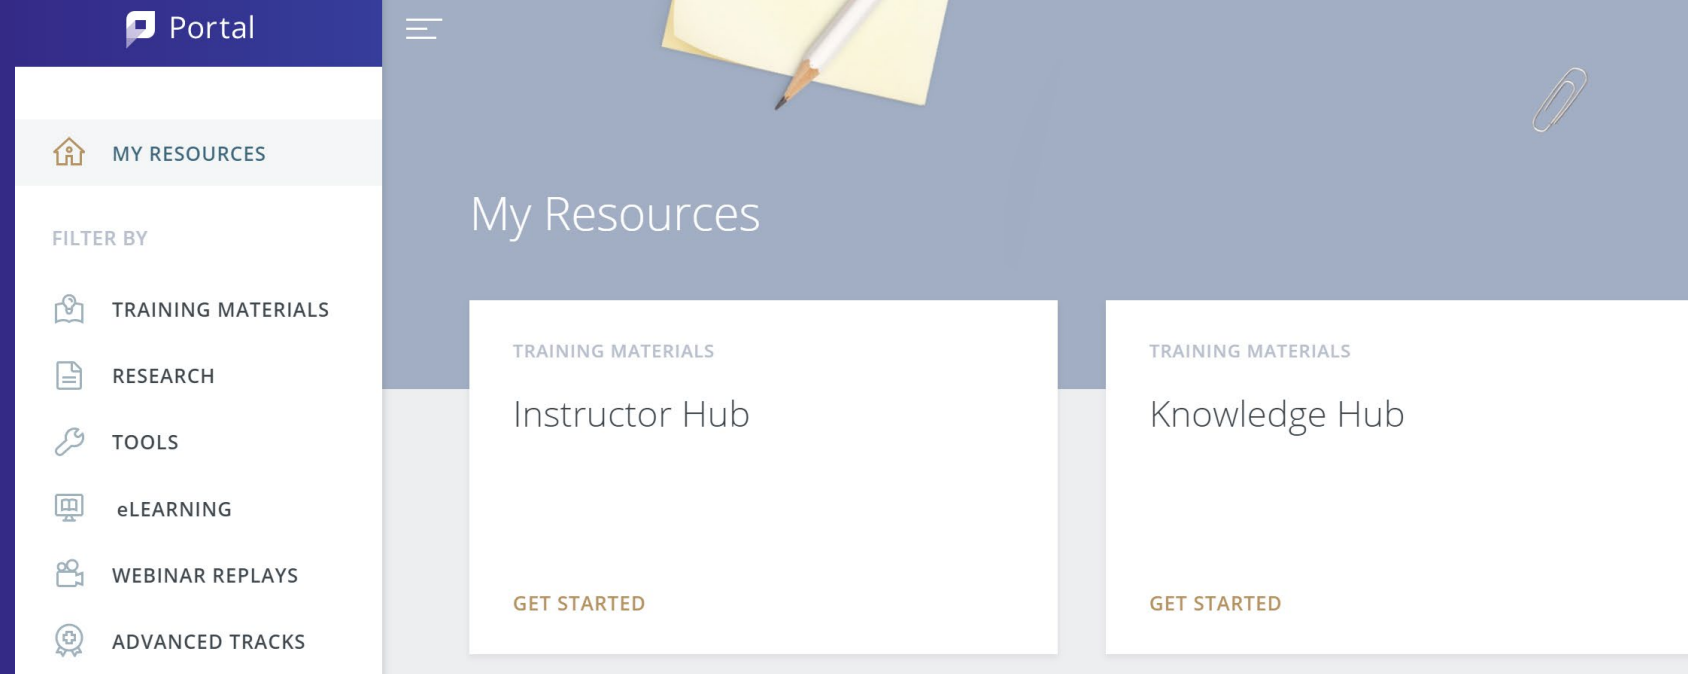 Portal
MY RESOURCES
FILTER BY
TRAINING MATERIALS
RESEARCH
TOOLS
eLEARNING
WEBINAR REPLAYS
ADVANCED TRACKS
My Resources
TRAINING MATERIALS
Instructor Hub
GET STARTED
TRAINING MATERIALS
Knowledge Hub
GET STARTED